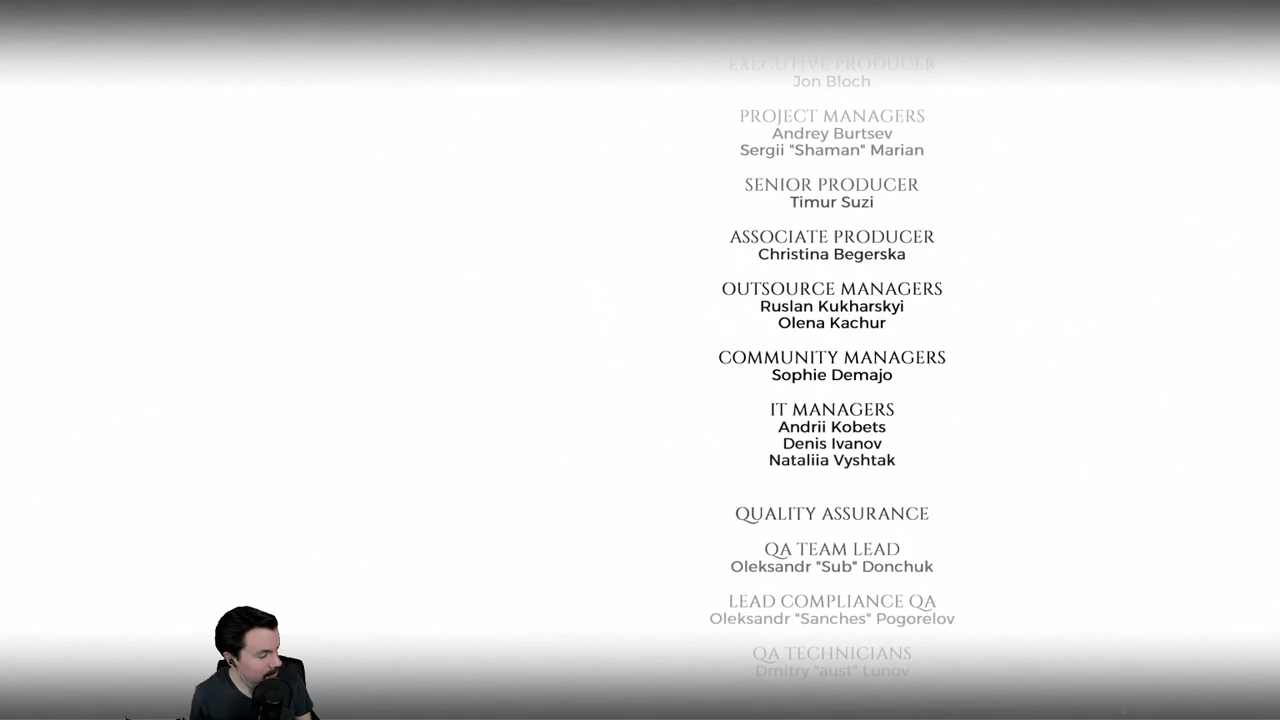 EXECUTIVE PRODUCER
Jon Bloch
PROJECT MANAGERS
Andrey Burtsev
Sergii "Shaman" Marian
SENIOR PRODUCER
Timur Suzi
ASSOCIATE PRODUCER
Christina Begerska
OUTSOURCE MANAGERS
Ruslan Kukharskyi
Olena Kachur
COMMUNITY MANAGERS
Sophie Demajo
IT MANAGERS
Andrii Kobets
Denis Ivanov
Nataliia Vyshtak
QUALITY ASSURANCE
QA TEAM LEAD
Oleksandr "Sub" Donchuk
LEAD COMPLIANCE QA
Oleksandr "Sanches" Pogorelov
QA TECHNICIANS
Dmitry "aust" Lunov